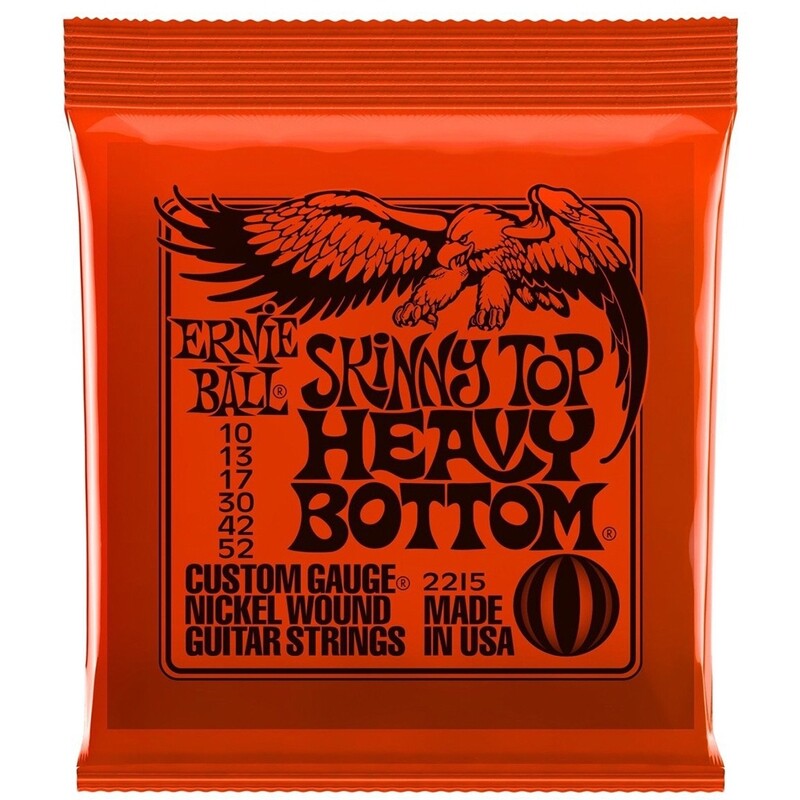 ERNIE
BALL®
SKINNY TOP
HEAVY
BOTTOM®
10
13
17
30
42
52
CUSTOM GAUGE® 2215
NICKEL WOUND MADE
GUITAR STRINGS IN USA